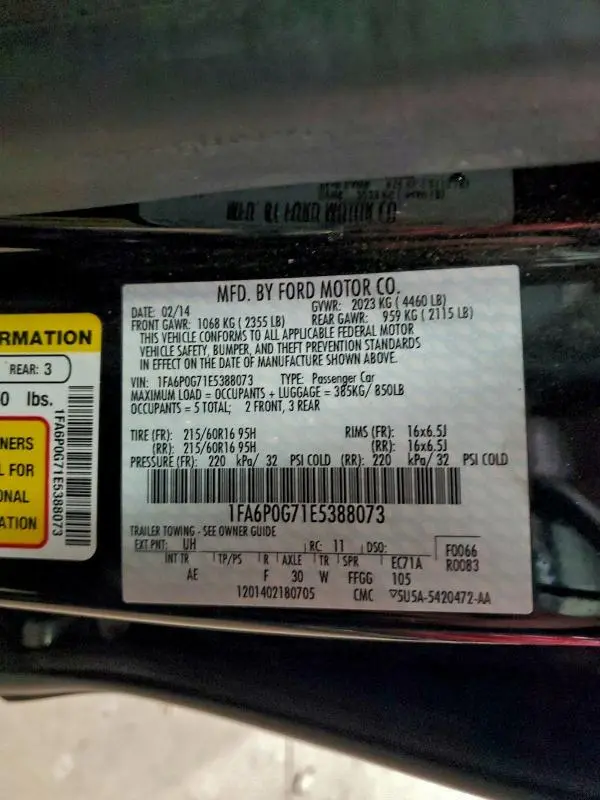 MFD. BY FORD MOTOR CO.
DATE: 02/14 GVWR: 2023 KG ( 4460 LB)
FRONT GAWR: 1068 KG ( 2355 LB) REAR GAWR: 959 KG ( 2115 LB)
THIS VEHICLE CONFORMS TO ALL APPLICABLE FEDERAL MOTOR
VEHICLE SAFETY, BUMPER, AND THEFT PREVENTION STANDARDS
IN EFFECT ON THE DATE OF MANUFACTURE SHOWN ABOVE.
VIN: 1FA6P0G71E5388073 TYPE: Passenger Car
MAXIMUM LOAD = OCCUPANTS + LUGGAGE = 385KG/ 850LB
OCCUPANTS = 5 TOTAL; 2 FRONT, 3 REAR
TIRE (FR): 215/60R16 95H RIMS (FR): 16x6.5J
(RR): 215/60R16 95H (RR): 16x6.5J
PRESSURE (FR): 220 kPa/ 32 PSI COLD (RR): 220 kPa/ 32 PSI COLD
1FA6P0G71E5388073
TRAILER TOWING - SEE OWNER GUIDE
EXT PNT: UH RC: 11 DSO: F0066
INT TR TP/PS R AXLE TR SPR EC71A R0083
AE F 30 W FFGG 105
1201402180705 CMC ▽5U5A-5420472-AA
ORMATION
REAR: 3
0 lbs.
NERS
L FOR
ONAL
ATION
1FA6P0G71E5388073
MFD. BY FORD MOTOR CO